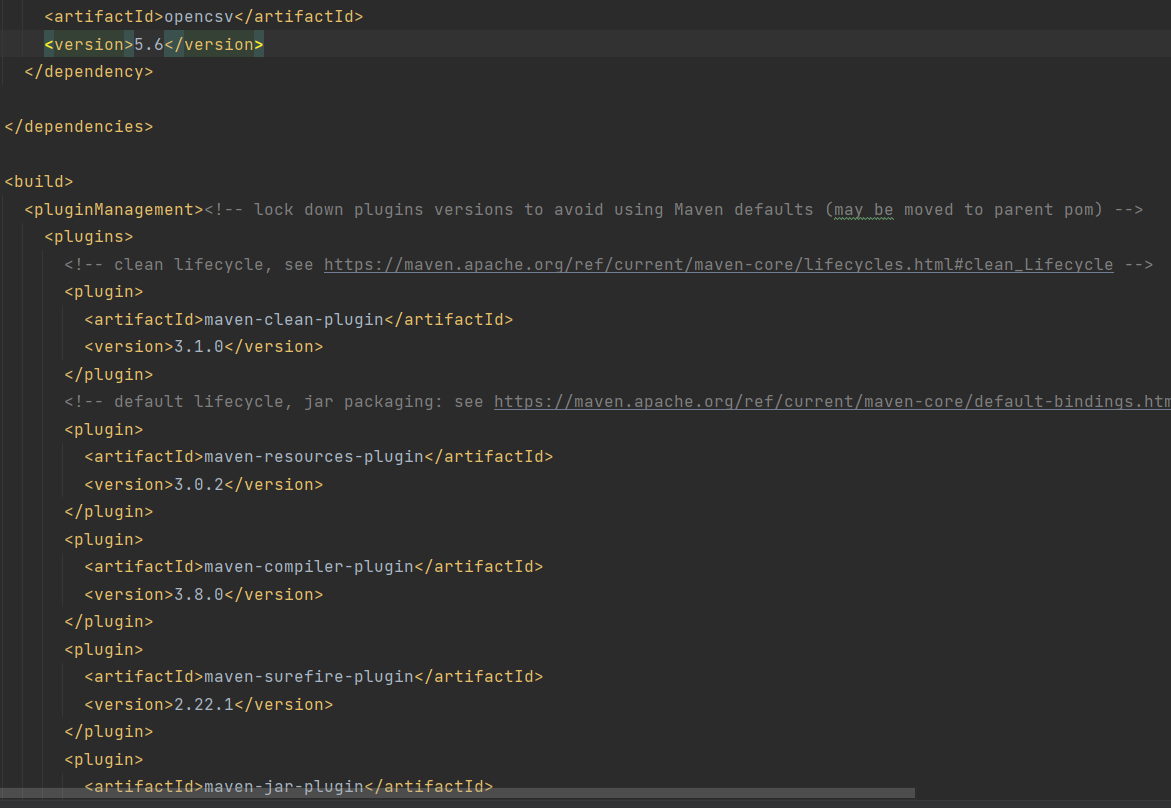 <artifactId>opencsv</artifactId>
<version>5.6</version>
</dependency>
</dependencies>
<build>
<pluginManagement><!-- lock down plugins versions to avoid using Maven defaults (may be moved to parent pom) -->
<plugins>
<!-- clean lifecycle, see https://maven.apache.org/ref/current/maven-core/lifecycles.html#clean_Lifecycle -->
<plugin>
<artifactId>maven-clean-plugin</artifactId>
<version>3.1.0</version>
</plugin>
<!-- default lifecycle, jar packaging: see https://maven.apache.org/ref/current/maven-core/default-bindings.htm
<plugin>
<artifactId>maven-resources-plugin</artifactId>
<version>3.0.2</version>
</plugin>
<plugin>
<artifactId>maven-compiler-plugin</artifactId>
<version>3.8.0</version>
</plugin>
<plugin>
<artifactId>maven-surefire-plugin</artifactId>
<version>2.22.1</version>
</plugin>
<plugin>
<artifactId>maven-jar-plugin</artifactId>